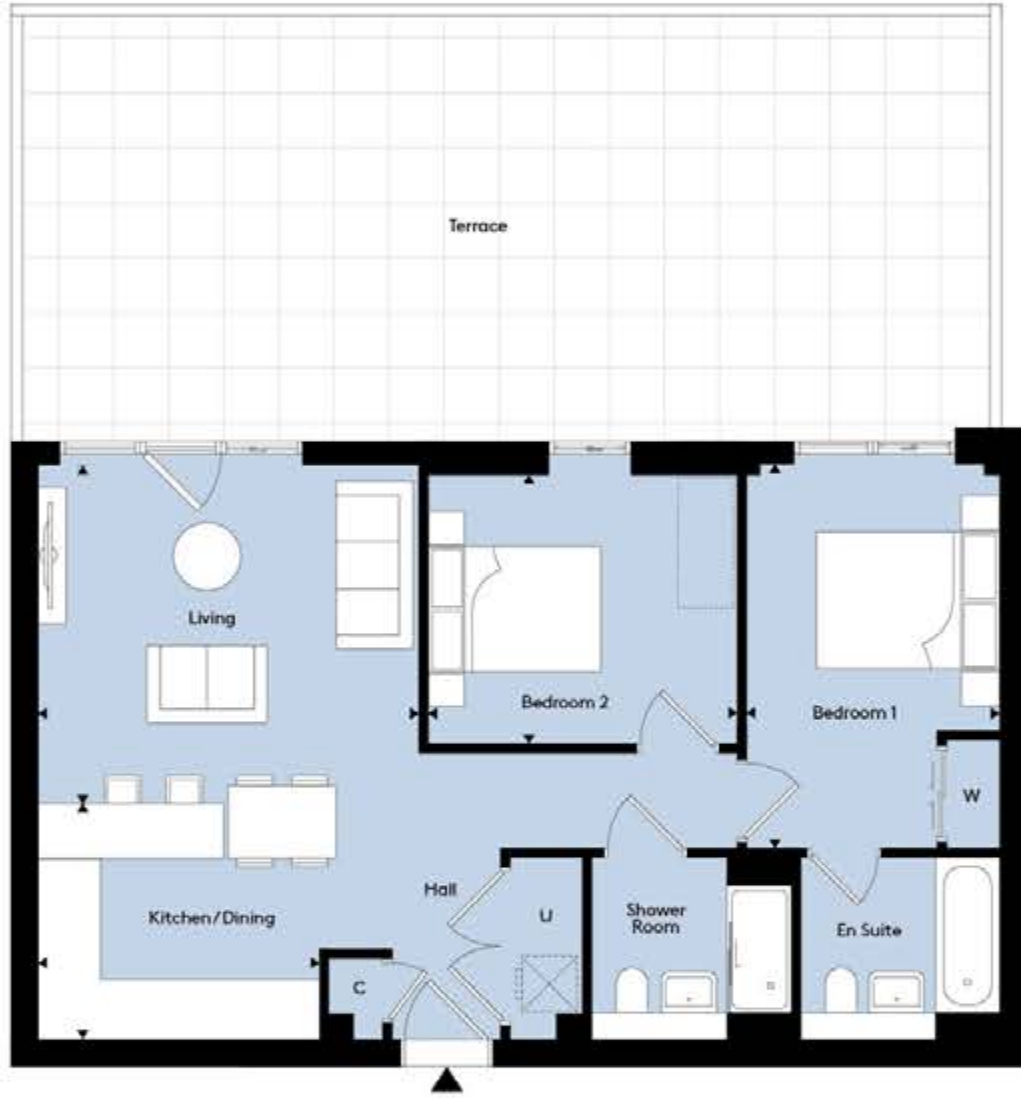 Terrace
Living
Bedroom 2
Bedroom 1
W
Hall
U
Kitchen/Dining
Shower
Room
En Suite
C